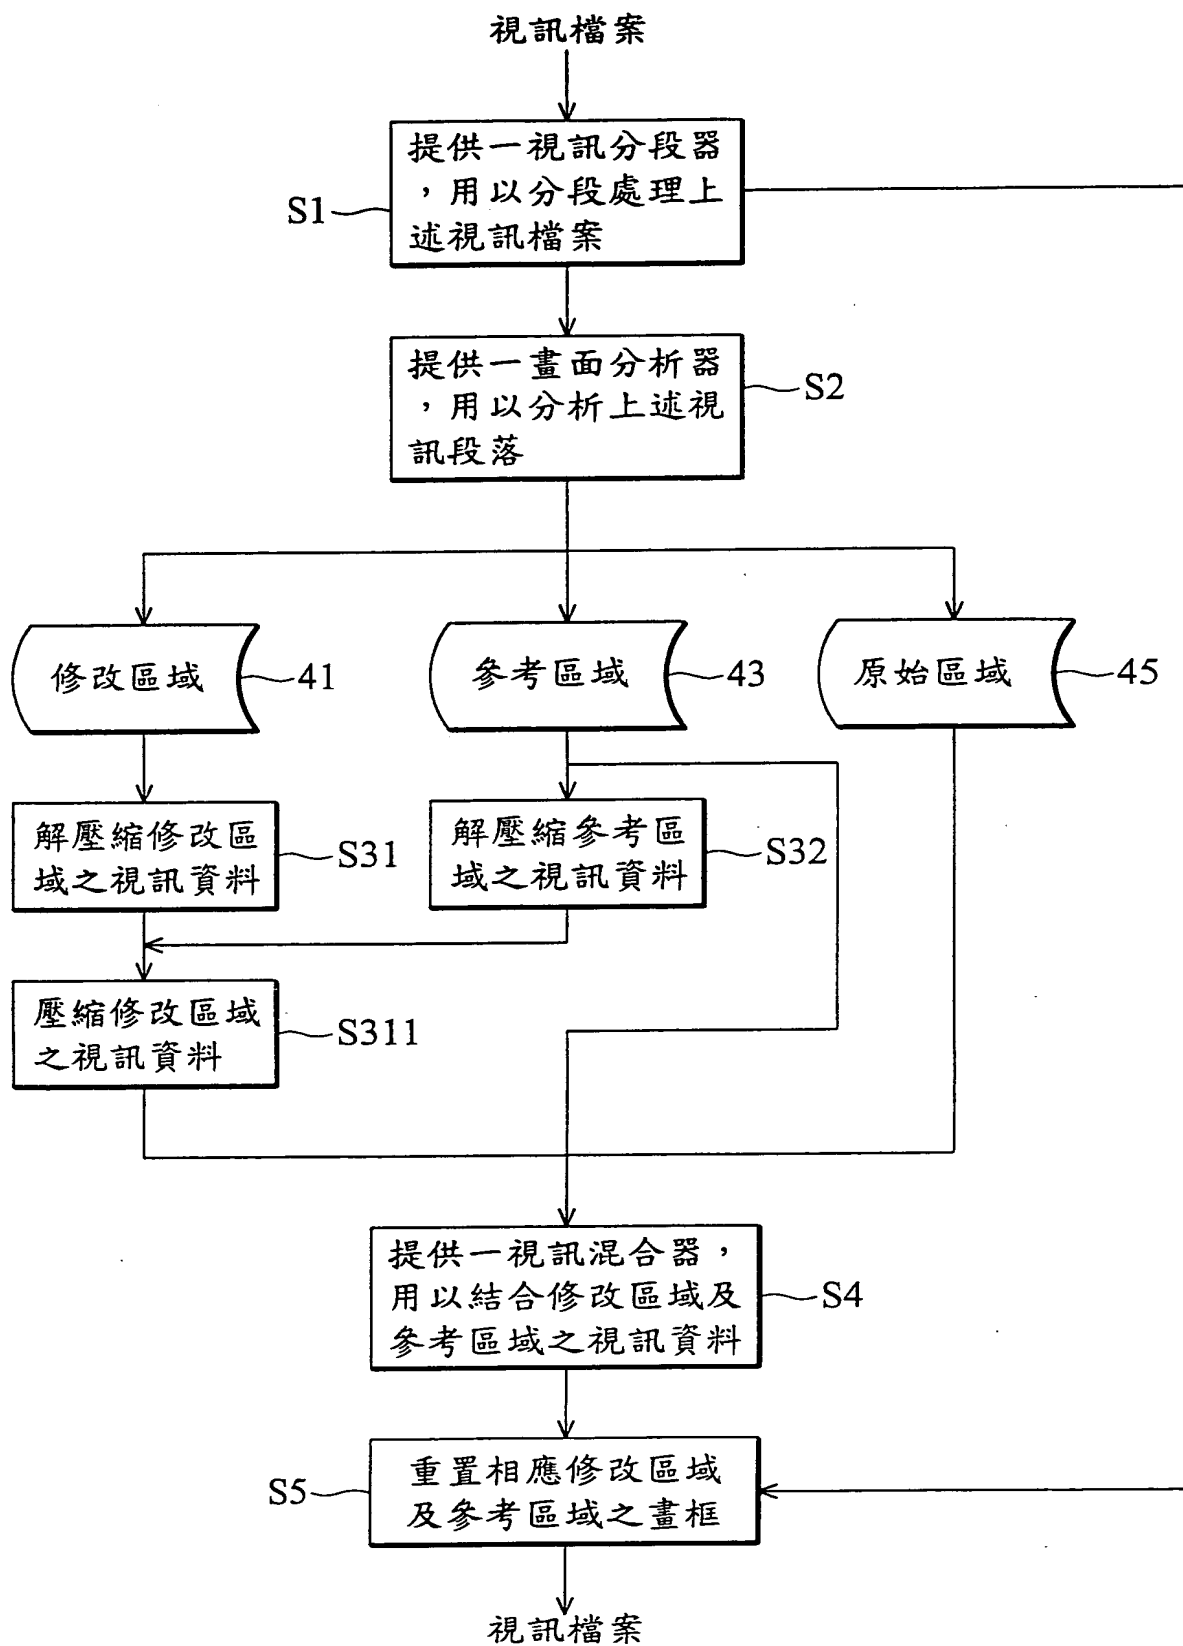 視訊檔案
提供一視訊分段器
，用以分段處理上
述視訊檔案
S1
提供一畫面分析器
，用以分析上述視
訊段落
S2
修改區域
41
參考區域
43
原始區域
45
解壓縮修改區
域之視訊資料
S31
解壓縮參考區
域之視訊資料
S32
壓縮修改區域
之視訊資料
S311
提供一視訊混合器，
用以結合修改區域及
參考區域之視訊資料
S4
重置相應修改區域
及參考區域之畫框
S5
視訊檔案